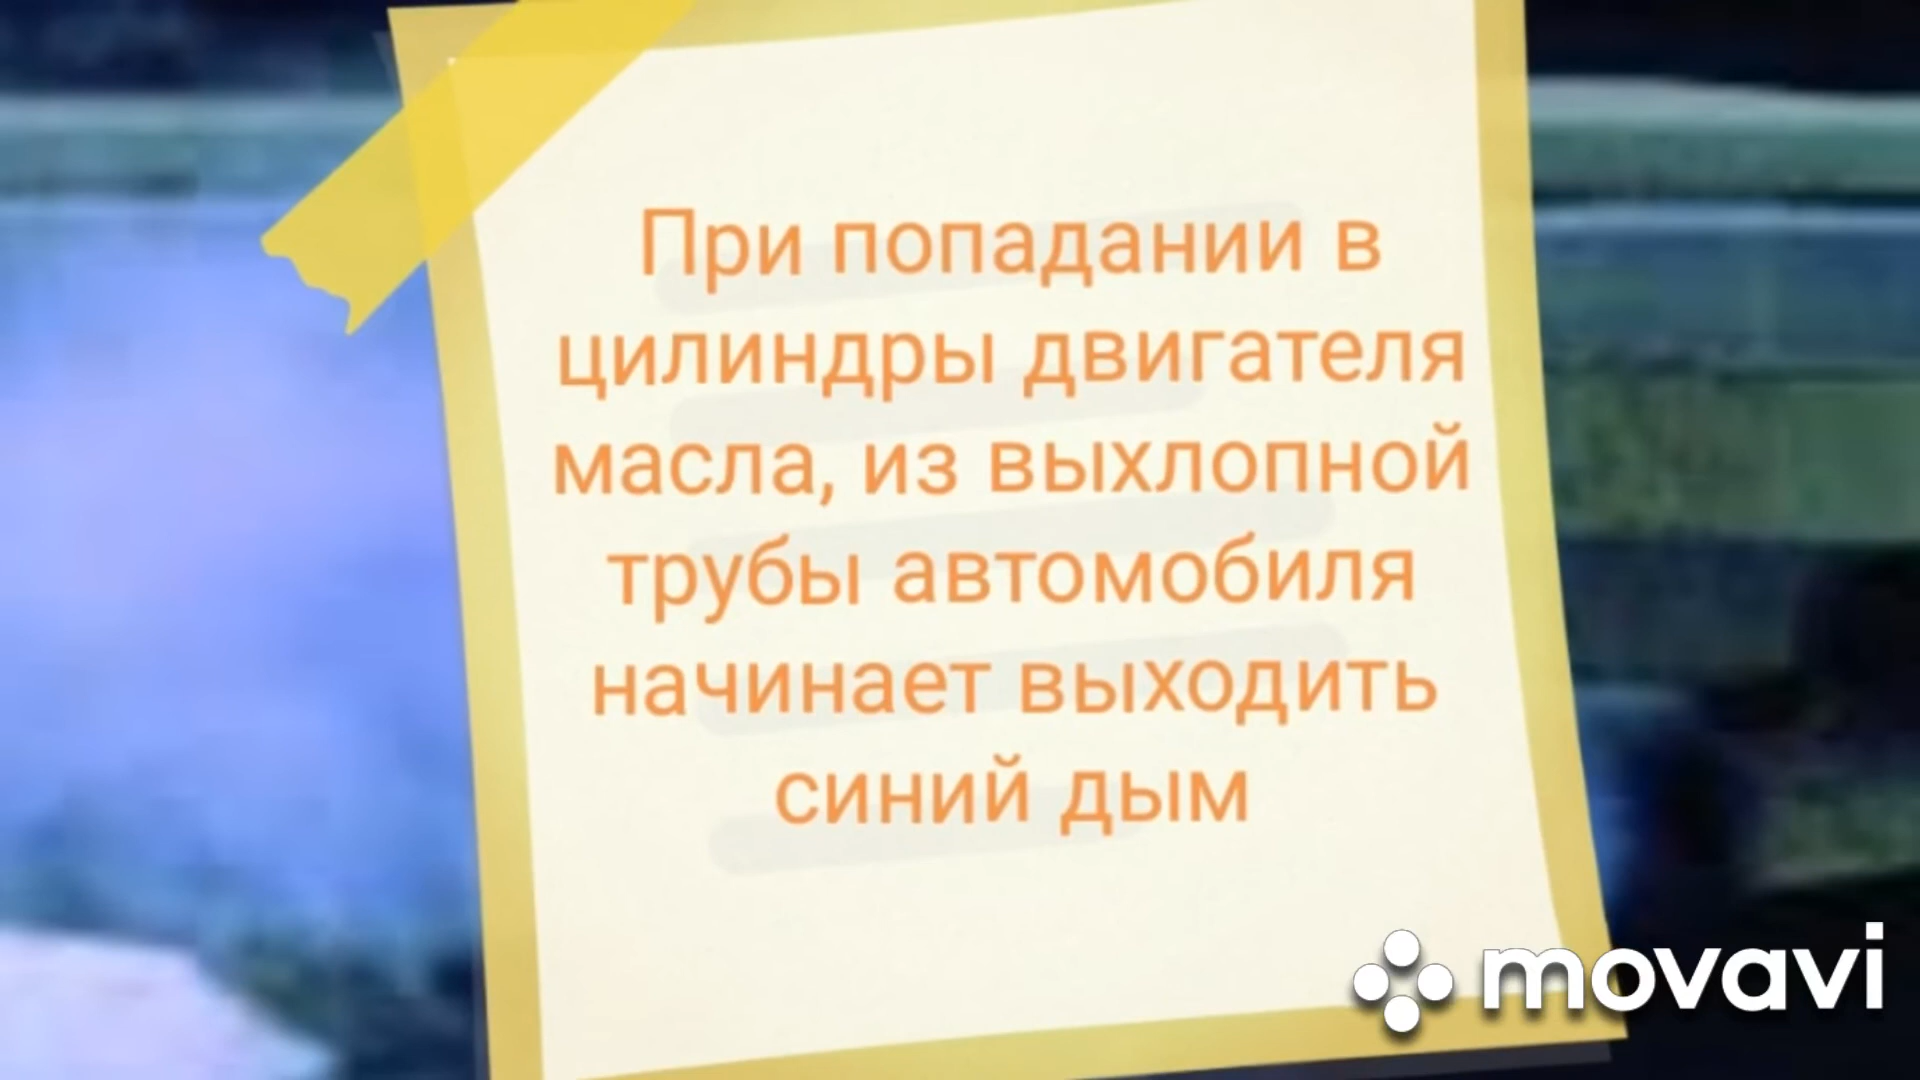 При попадании в
цилиндры двигателя
масла, из выхлопной
трубы автомобиля
начинает выходить
синий дым
movavi